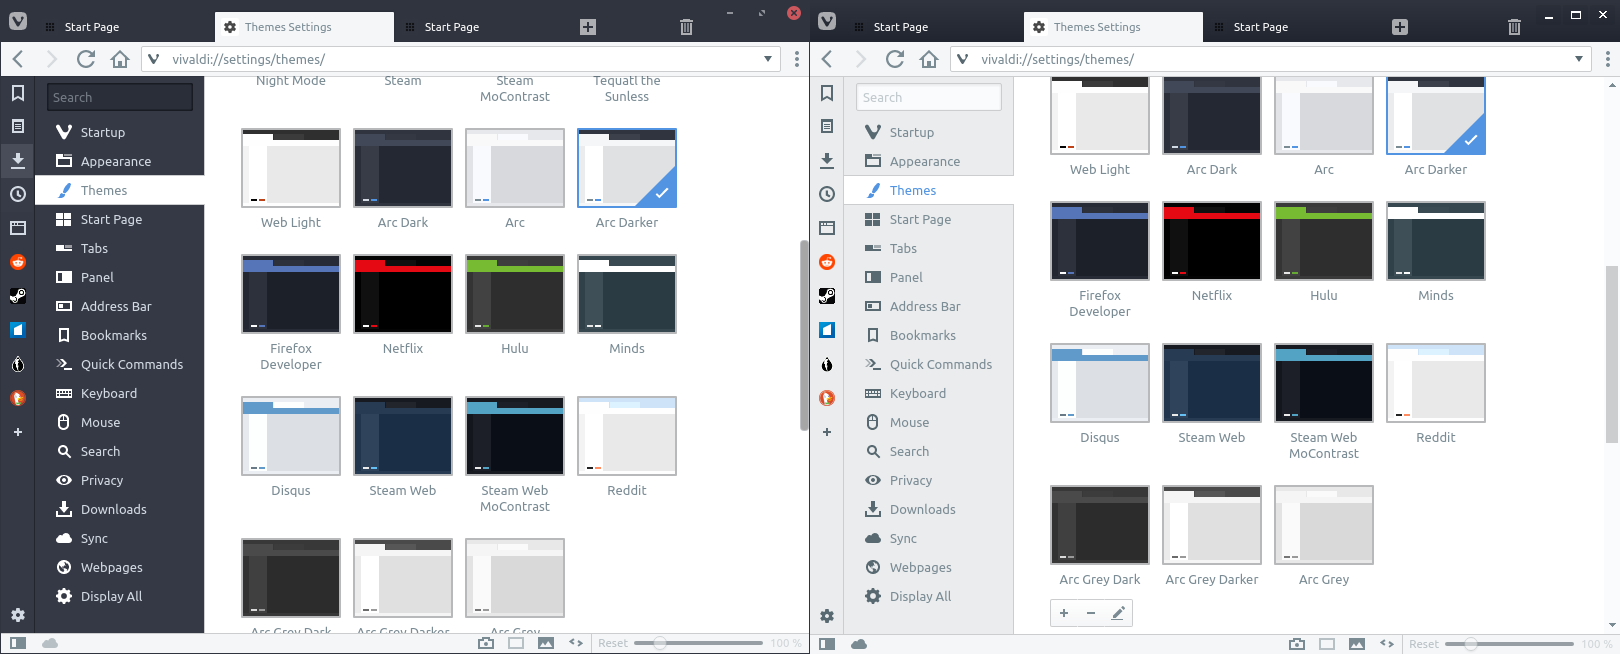 Start Page
Themes Settings
Start Page
vivaldi://settings/themes/
Search
Startup
Appearance
Themes
Start Page
Tabs
Panel
Address Bar
Bookmarks
Quick Commands
Keyboard
Mouse
Search
Privacy
Downloads
Sync
Webpages
Display All
Night Mode
Steam
Steam
MoContrast
Tequatl the
Sunless
Web Light
Arc Dark
Arc
Arc Darker
Firefox
Developer
Netflix
Hulu
Minds
Disqus
Steam Web
Steam Web
MoContrast
Reddit
Arc Grey Dark
Arc Grey Darker
Arc Grey
Reset
100 %
Start Page
Themes Settings
Start Page
vivaldi://settings/themes/
Search
Startup
Appearance
Themes
Start Page
Tabs
Panel
Address Bar
Bookmarks
Quick Commands
Keyboard
Mouse
Search
Privacy
Downloads
Sync
Webpages
Display All
Web Light
Arc Dark
Arc
Arc Darker
Firefox
Developer
Netflix
Hulu
Minds
Disqus
Steam Web
Steam Web
MoContrast
Reddit
Arc Grey Dark
Arc Grey Darker
Arc Grey
Reset
100 %